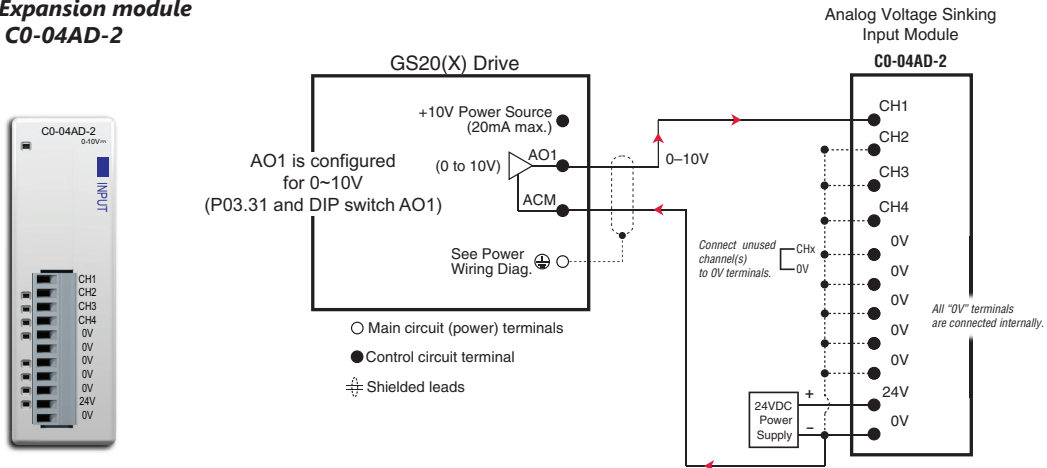 Expansion module
C0-04AD-2
C0-04AD-2
0-10V⎓
INPUT
CH1
CH2
CH3
CH4
0V
0V
0V
0V
0V
24V
0V
GS20(X) Drive
+10V Power Source
(20mA max.)
AO1 is configured
for 0~10V
(P03.31 and DIP switch AO1)
(0 to 10V)
AO1
ACM
0–10V
See Power
Wiring Diag.
Main circuit (power) terminals
Control circuit terminal
Shielded leads
Analog Voltage Sinking
Input Module
C0-04AD-2
CH1
CH2
CH3
CH4
0V
0V
0V
0V
0V
24V
0V
Connect unused
channel(s)
to 0V terminals.
CHx
0V
All “0V” terminals
are connected internally.
24VDC
Power
Supply
+
–